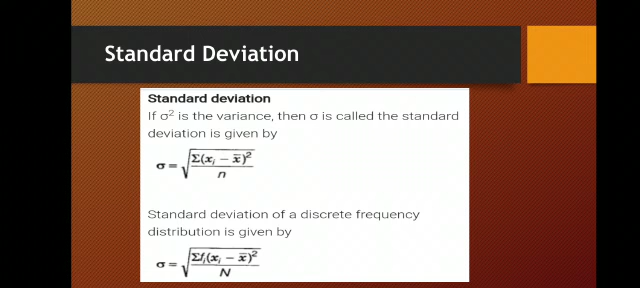 Standard Deviation
Standard deviation
If σ² is the variance, then σ is called the standard
deviation is given by
σ = √(Σ(xᵢ – x̅)² / n)
Standard deviation of a discrete frequency
distribution is given by
σ = √(Σfᵢ(xᵢ – x̅)² / N)